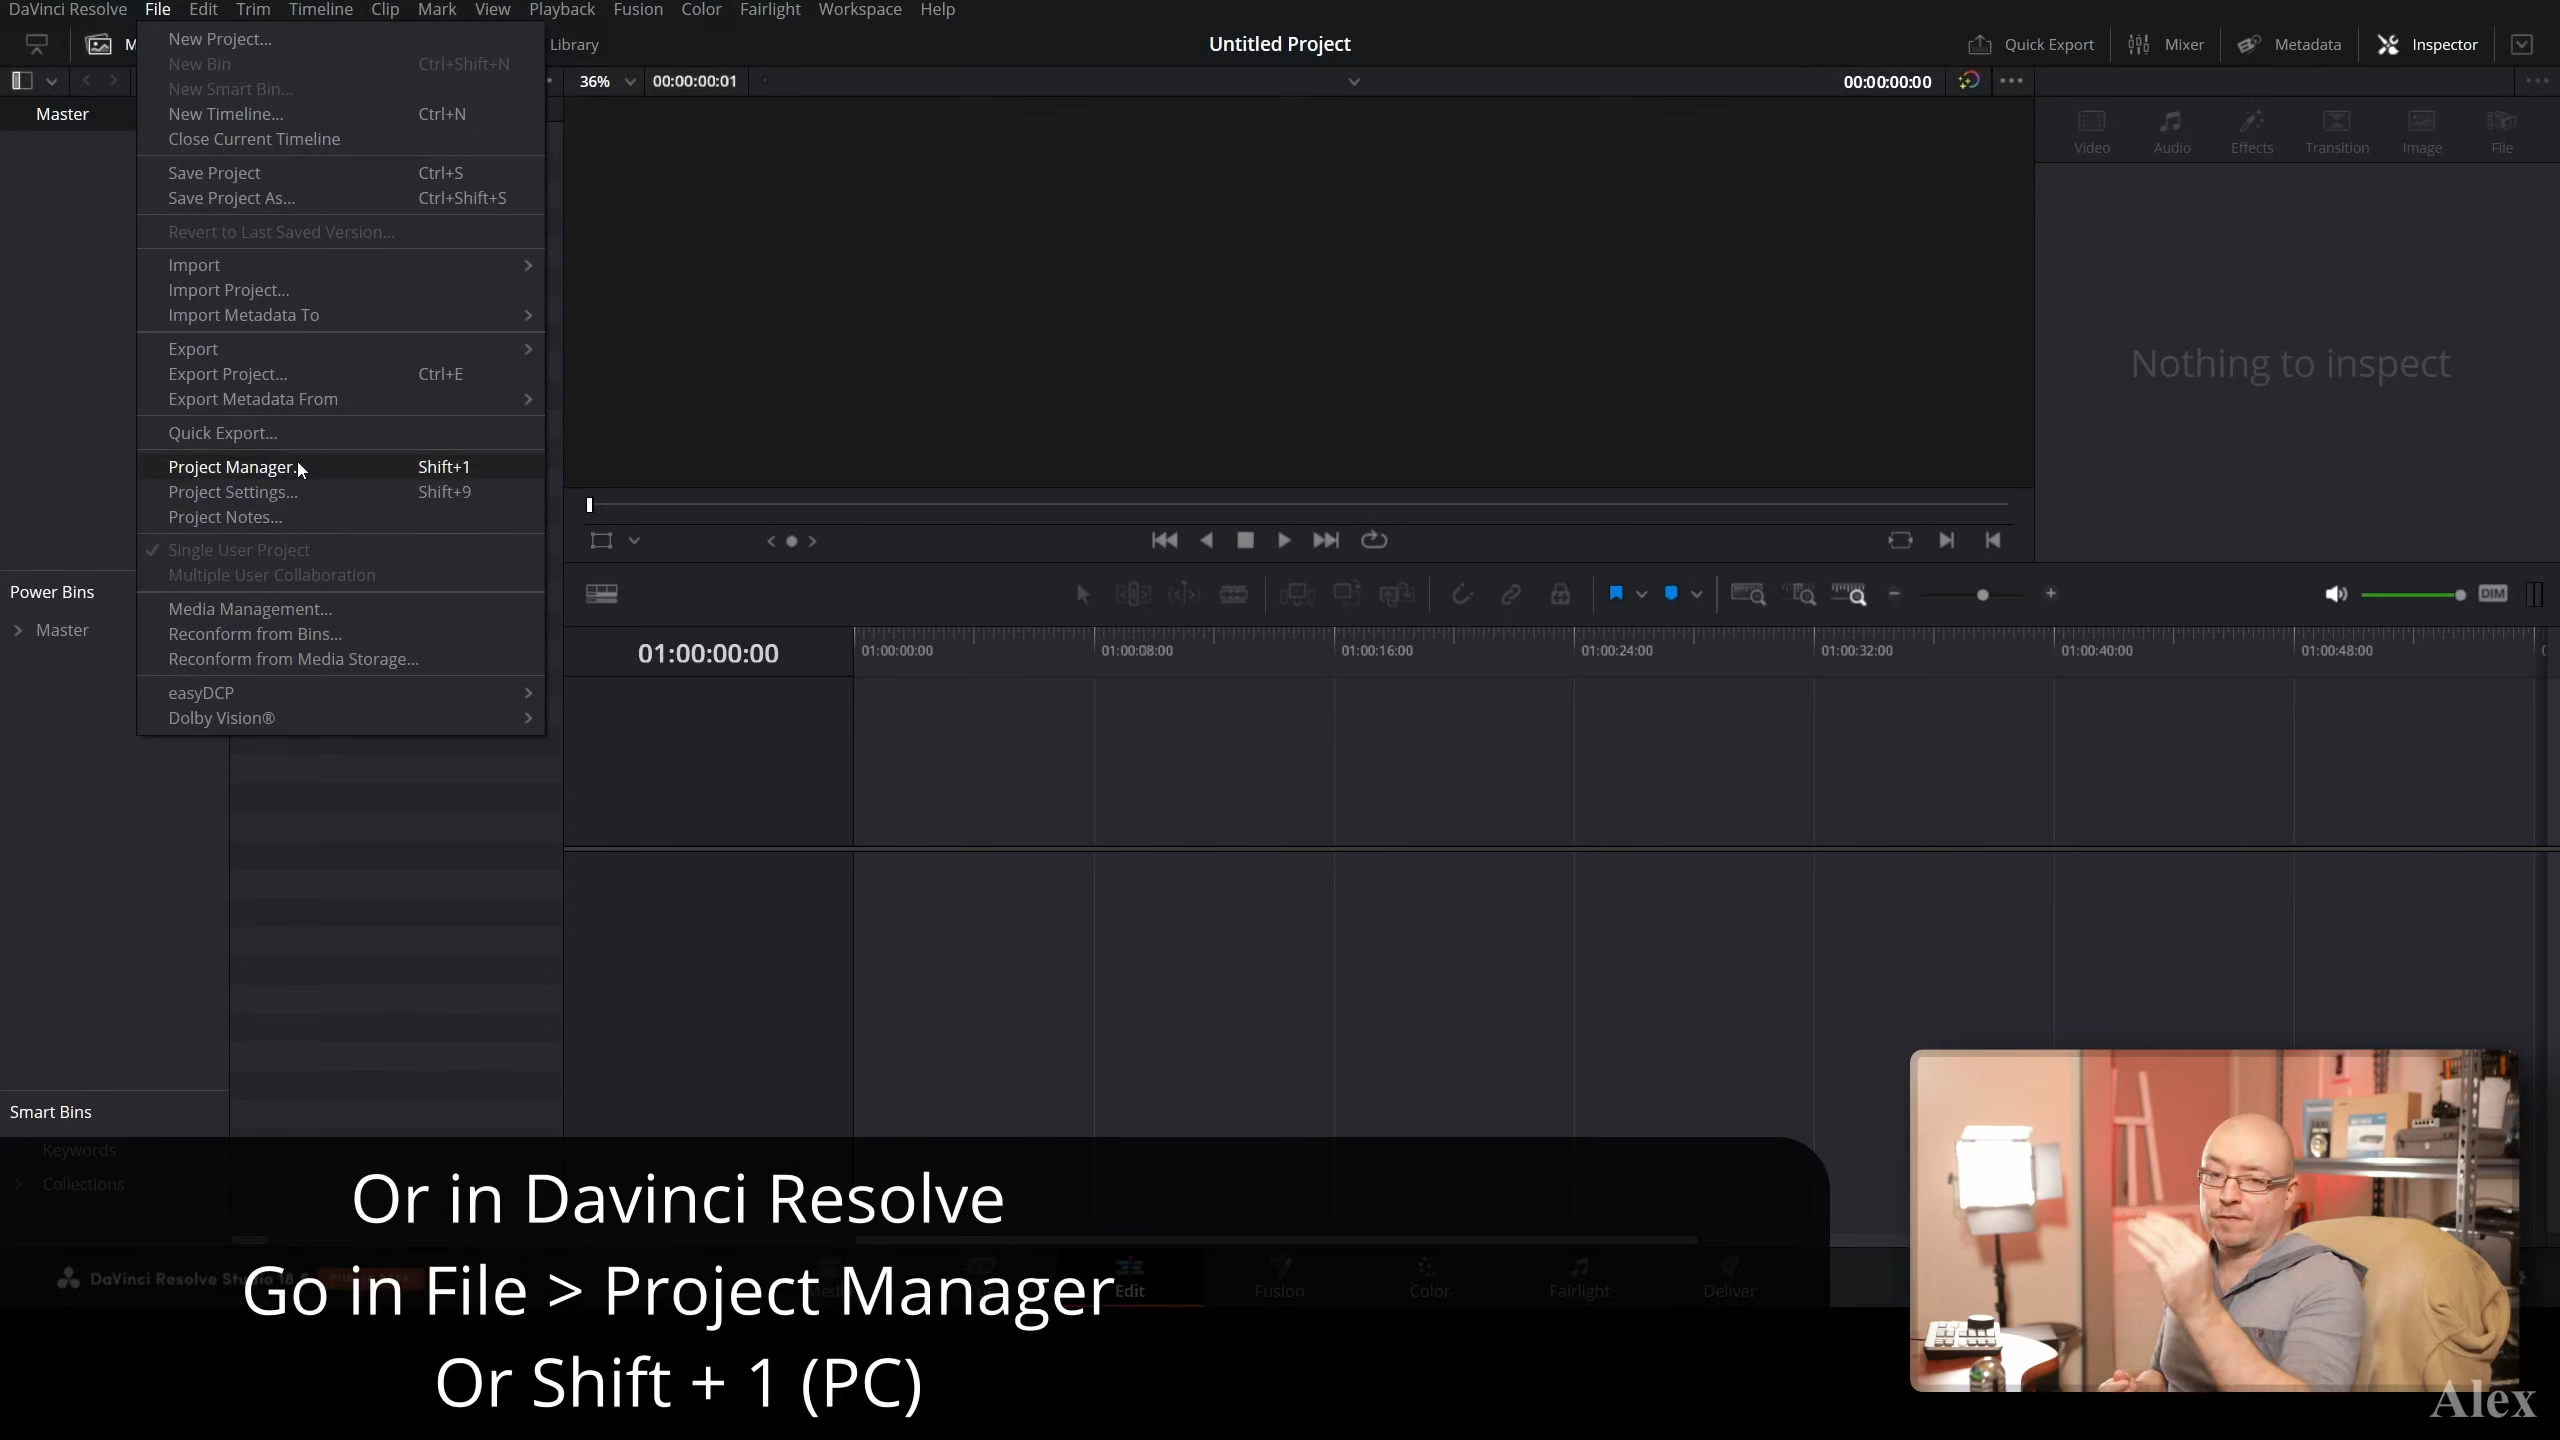 DaVinci Resolve File Edit Trim Timeline Clip Mark View Playback Fusion Color Fairlight Workspace Help
Library Untitled Project Quick Export Mixer Metadata Inspector
36% 00:00:00:01 00:00:00:00
Master
New Project...
New Bin Ctrl+Shift+N
New Smart Bin...
New Timeline... Ctrl+N
Close Current Timeline
Save Project Ctrl+S
Save Project As... Ctrl+Shift+S
Revert to Last Saved Version...
Import
Import Project...
Import Metadata To
Export
Export Project... Ctrl+E
Export Metadata From
Quick Export...
Project Manager... Shift+1
Project Settings... Shift+9
Project Notes...
Single User Project
Multiple User Collaboration
Media Management...
Reconform from Bins...
Reconform from Media Storage...
easyDCP
Dolby Vision®
Video Audio Effects Transition Image File
Nothing to inspect
Power Bins
Master
DIM
01:00:00:00
01:00:00:00 01:00:08:00 01:00:16:00 01:00:24:00 01:00:32:00 01:00:40:00 01:00:48:00
Smart Bins
Keywords
Collections
DaVinci Resolve Studio 18
Edit Fusion Color Fairlight Deliver
Or in Davinci Resolve
Go in File > Project Manager
Or Shift + 1 (PC)
Alex